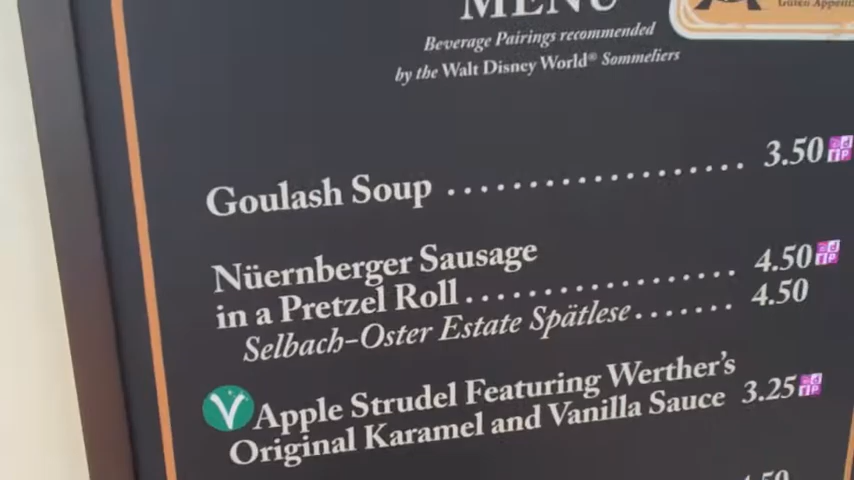 MENU
Guten Appetit
Beverage Pairings recommended
by the Walt Disney World® Sommeliers
Goulash Soup .................... 3.50
Nüernberger Sausage
in a Pretzel Roll .................... 4.50
Selbach-Oster Estate Spätlese ....... 4.50
V Apple Strudel Featuring Werther's
Original Karamel and Vanilla Sauce 3.25